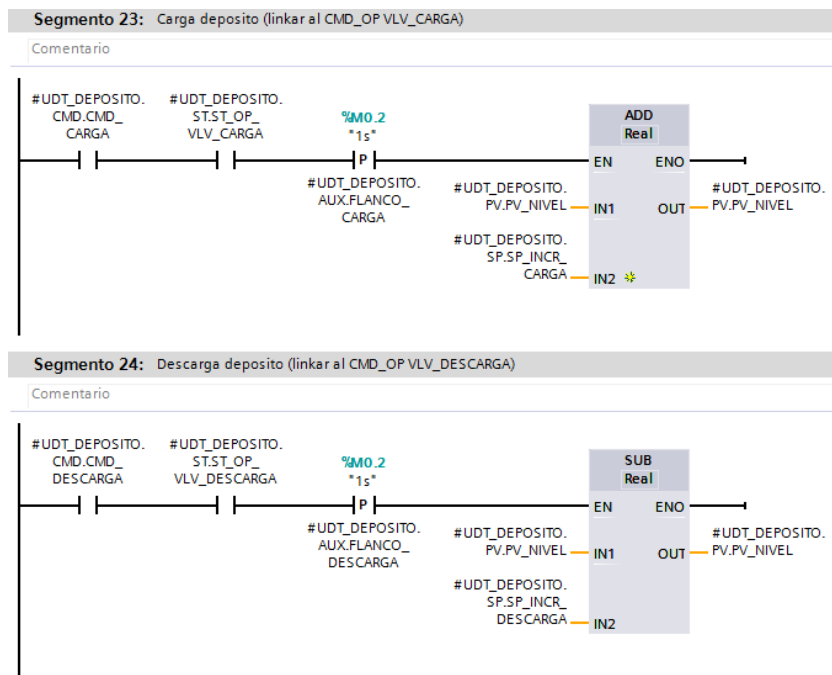 Segmento 23: Carga deposito (linkar al CMD_OP VLV_CARGA)
Comentario
#UDT_DEPOSITO.
CMD.CMD_
CARGA
#UDT_DEPOSITO.
ST.ST_OP_
VLV_CARGA
%M0.2
"1s"
P
#UDT_DEPOSITO.
AUX.FLANCO_
CARGA
ADD
Real
EN
ENO
#UDT_DEPOSITO.
PV.PV_NIVEL
IN1
OUT
#UDT_DEPOSITO.
PV.PV_NIVEL
#UDT_DEPOSITO.
SP.SP_INCR_
CARGA
IN2
Segmento 24: Descarga deposito (linkar al CMD_OP VLV_DESCARGA)
Comentario
#UDT_DEPOSITO.
CMD.CMD_
DESCARGA
#UDT_DEPOSITO.
ST.ST_OP_
VLV_DESCARGA
%M0.2
"1s"
P
#UDT_DEPOSITO.
AUX.FLANCO_
DESCARGA
SUB
Real
EN
ENO
#UDT_DEPOSITO.
PV.PV_NIVEL
IN1
OUT
#UDT_DEPOSITO.
PV.PV_NIVEL
#UDT_DEPOSITO.
SP.SP_INCR_
DESCARGA
IN2